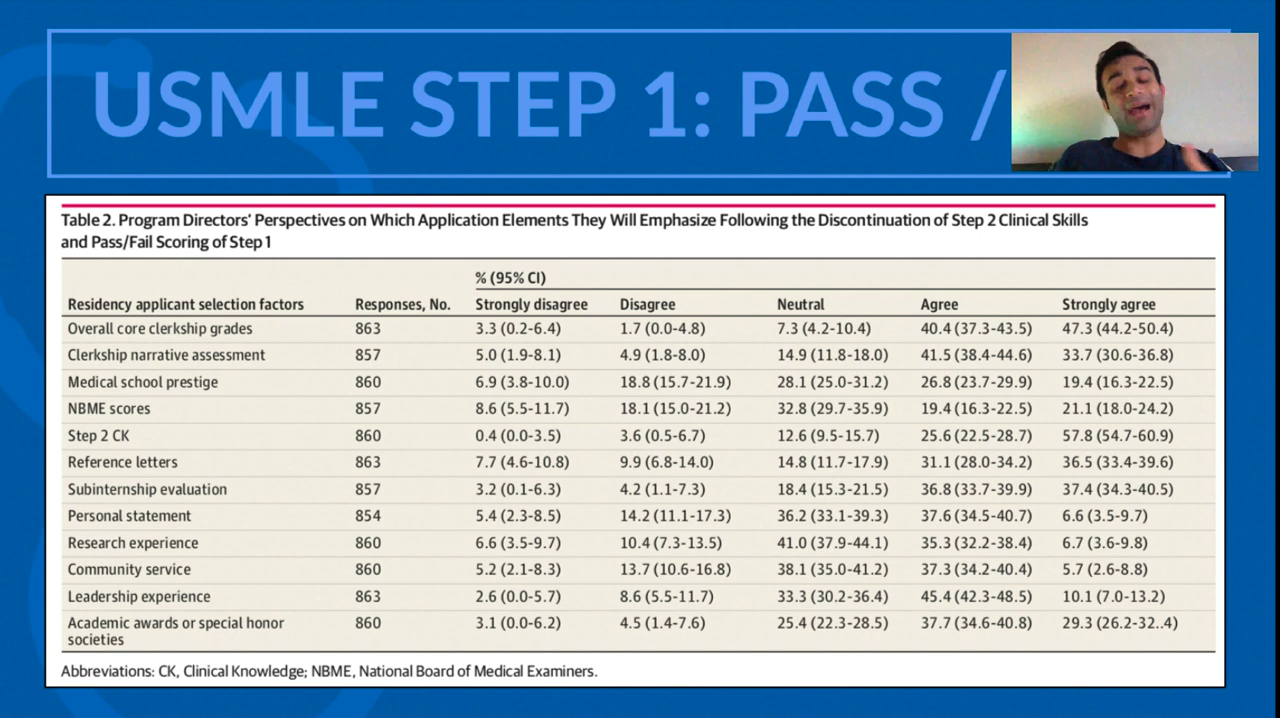 USMLE STEP 1: PASS /
Table 2. Program Directors' Perspectives on Which Application Elements They Will Emphasize Following the Discontinuation of Step 2 Clinical Skills
and Pass/Fail Scoring of Step 1
% (95% CI)
Residency applicant selection factors Responses, No. Strongly disagree Disagree Neutral Agree Strongly agree
Overall core clerkship grades 863 3.3 (0.2-6.4) 1.7 (0.0-4.8) 7.3 (4.2-10.4) 40.4 (37.3-43.5) 47.3 (44.2-50.4)
Clerkship narrative assessment 857 5.0 (1.9-8.1) 4.9 (1.8-8.0) 14.9 (11.8-18.0) 41.5 (38.4-44.6) 33.7 (30.6-36.8)
Medical school prestige 860 6.9 (3.8-10.0) 18.8 (15.7-21.9) 28.1 (25.0-31.2) 26.8 (23.7-29.9) 19.4 (16.3-22.5)
NBME scores 857 8.6 (5.5-11.7) 18.1 (15.0-21.2) 32.8 (29.7-35.9) 19.4 (16.3-22.5) 21.1 (18.0-24.2)
Step 2 CK 860 0.4 (0.0-3.5) 3.6 (0.5-6.7) 12.6 (9.5-15.7) 25.6 (22.5-28.7) 57.8 (54.7-60.9)
Reference letters 863 7.7 (4.6-10.8) 9.9 (6.8-14.0) 14.8 (11.7-17.9) 31.1 (28.0-34.2) 36.5 (33.4-39.6)
Subinternship evaluation 857 3.2 (0.1-6.3) 4.2 (1.1-7.3) 18.4 (15.3-21.5) 36.8 (33.7-39.9) 37.4 (34.3-40.5)
Personal statement 854 5.4 (2.3-8.5) 14.2 (11.1-17.3) 36.2 (33.1-39.3) 37.6 (34.5-40.7) 6.6 (3.5-9.7)
Research experience 860 6.6 (3.5-9.7) 10.4 (7.3-13.5) 41.0 (37.9-44.1) 35.3 (32.2-38.4) 6.7 (3.6-9.8)
Community service 860 5.2 (2.1-8.3) 13.7 (10.6-16.8) 38.1 (35.0-41.2) 37.3 (34.2-40.4) 5.7 (2.6-8.8)
Leadership experience 863 2.6 (0.0-5.7) 8.6 (5.5-11.7) 33.3 (30.2-36.4) 45.4 (42.3-48.5) 10.1 (7.0-13.2)
Academic awards or special honor 860 3.1 (0.0-6.2) 4.5 (1.4-7.6) 25.4 (22.3-28.5) 37.7 (34.6-40.8) 29.3 (26.2-32..4)
societies
Abbreviations: CK, Clinical Knowledge; NBME, National Board of Medical Examiners.